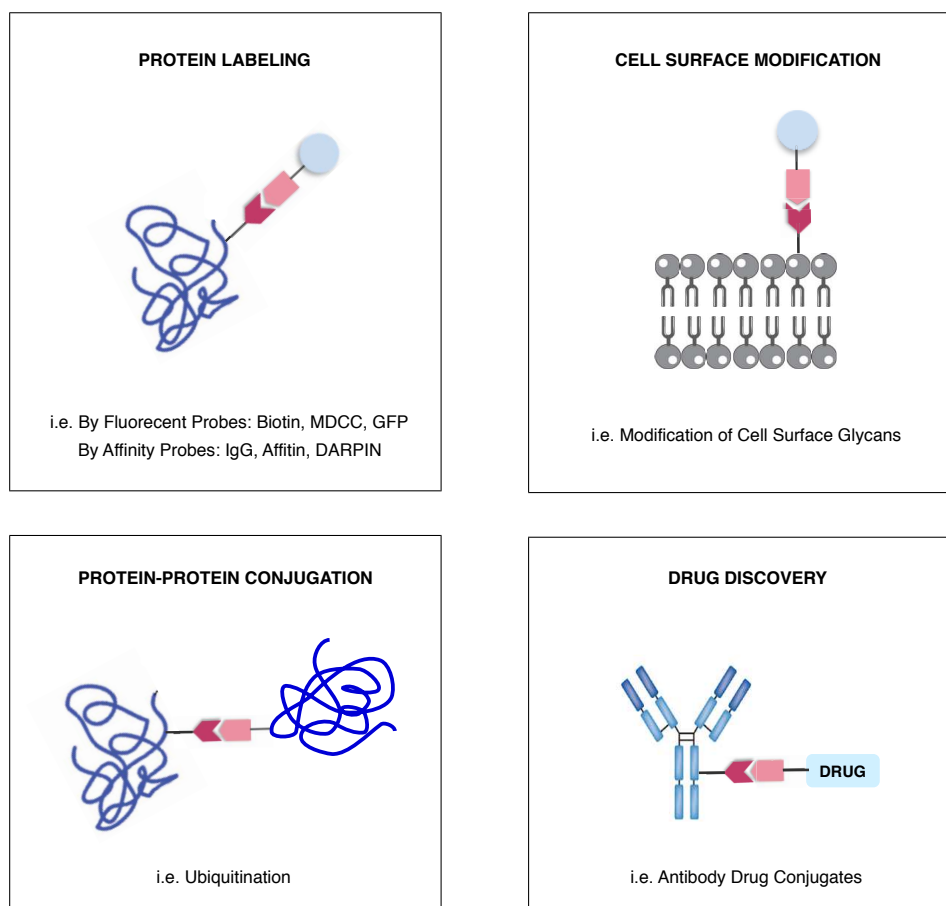 PROTEIN LABELING
i.e. By Fluorecent Probes: Biotin, MDCC, GFP
By Affinity Probes: IgG, Affitin, DARPIN
CELL SURFACE MODIFICATION
i.e. Modification of Cell Surface Glycans
PROTEIN-PROTEIN CONJUGATION
i.e. Ubiquitination
DRUG DISCOVERY
DRUG
i.e. Antibody Drug Conjugates